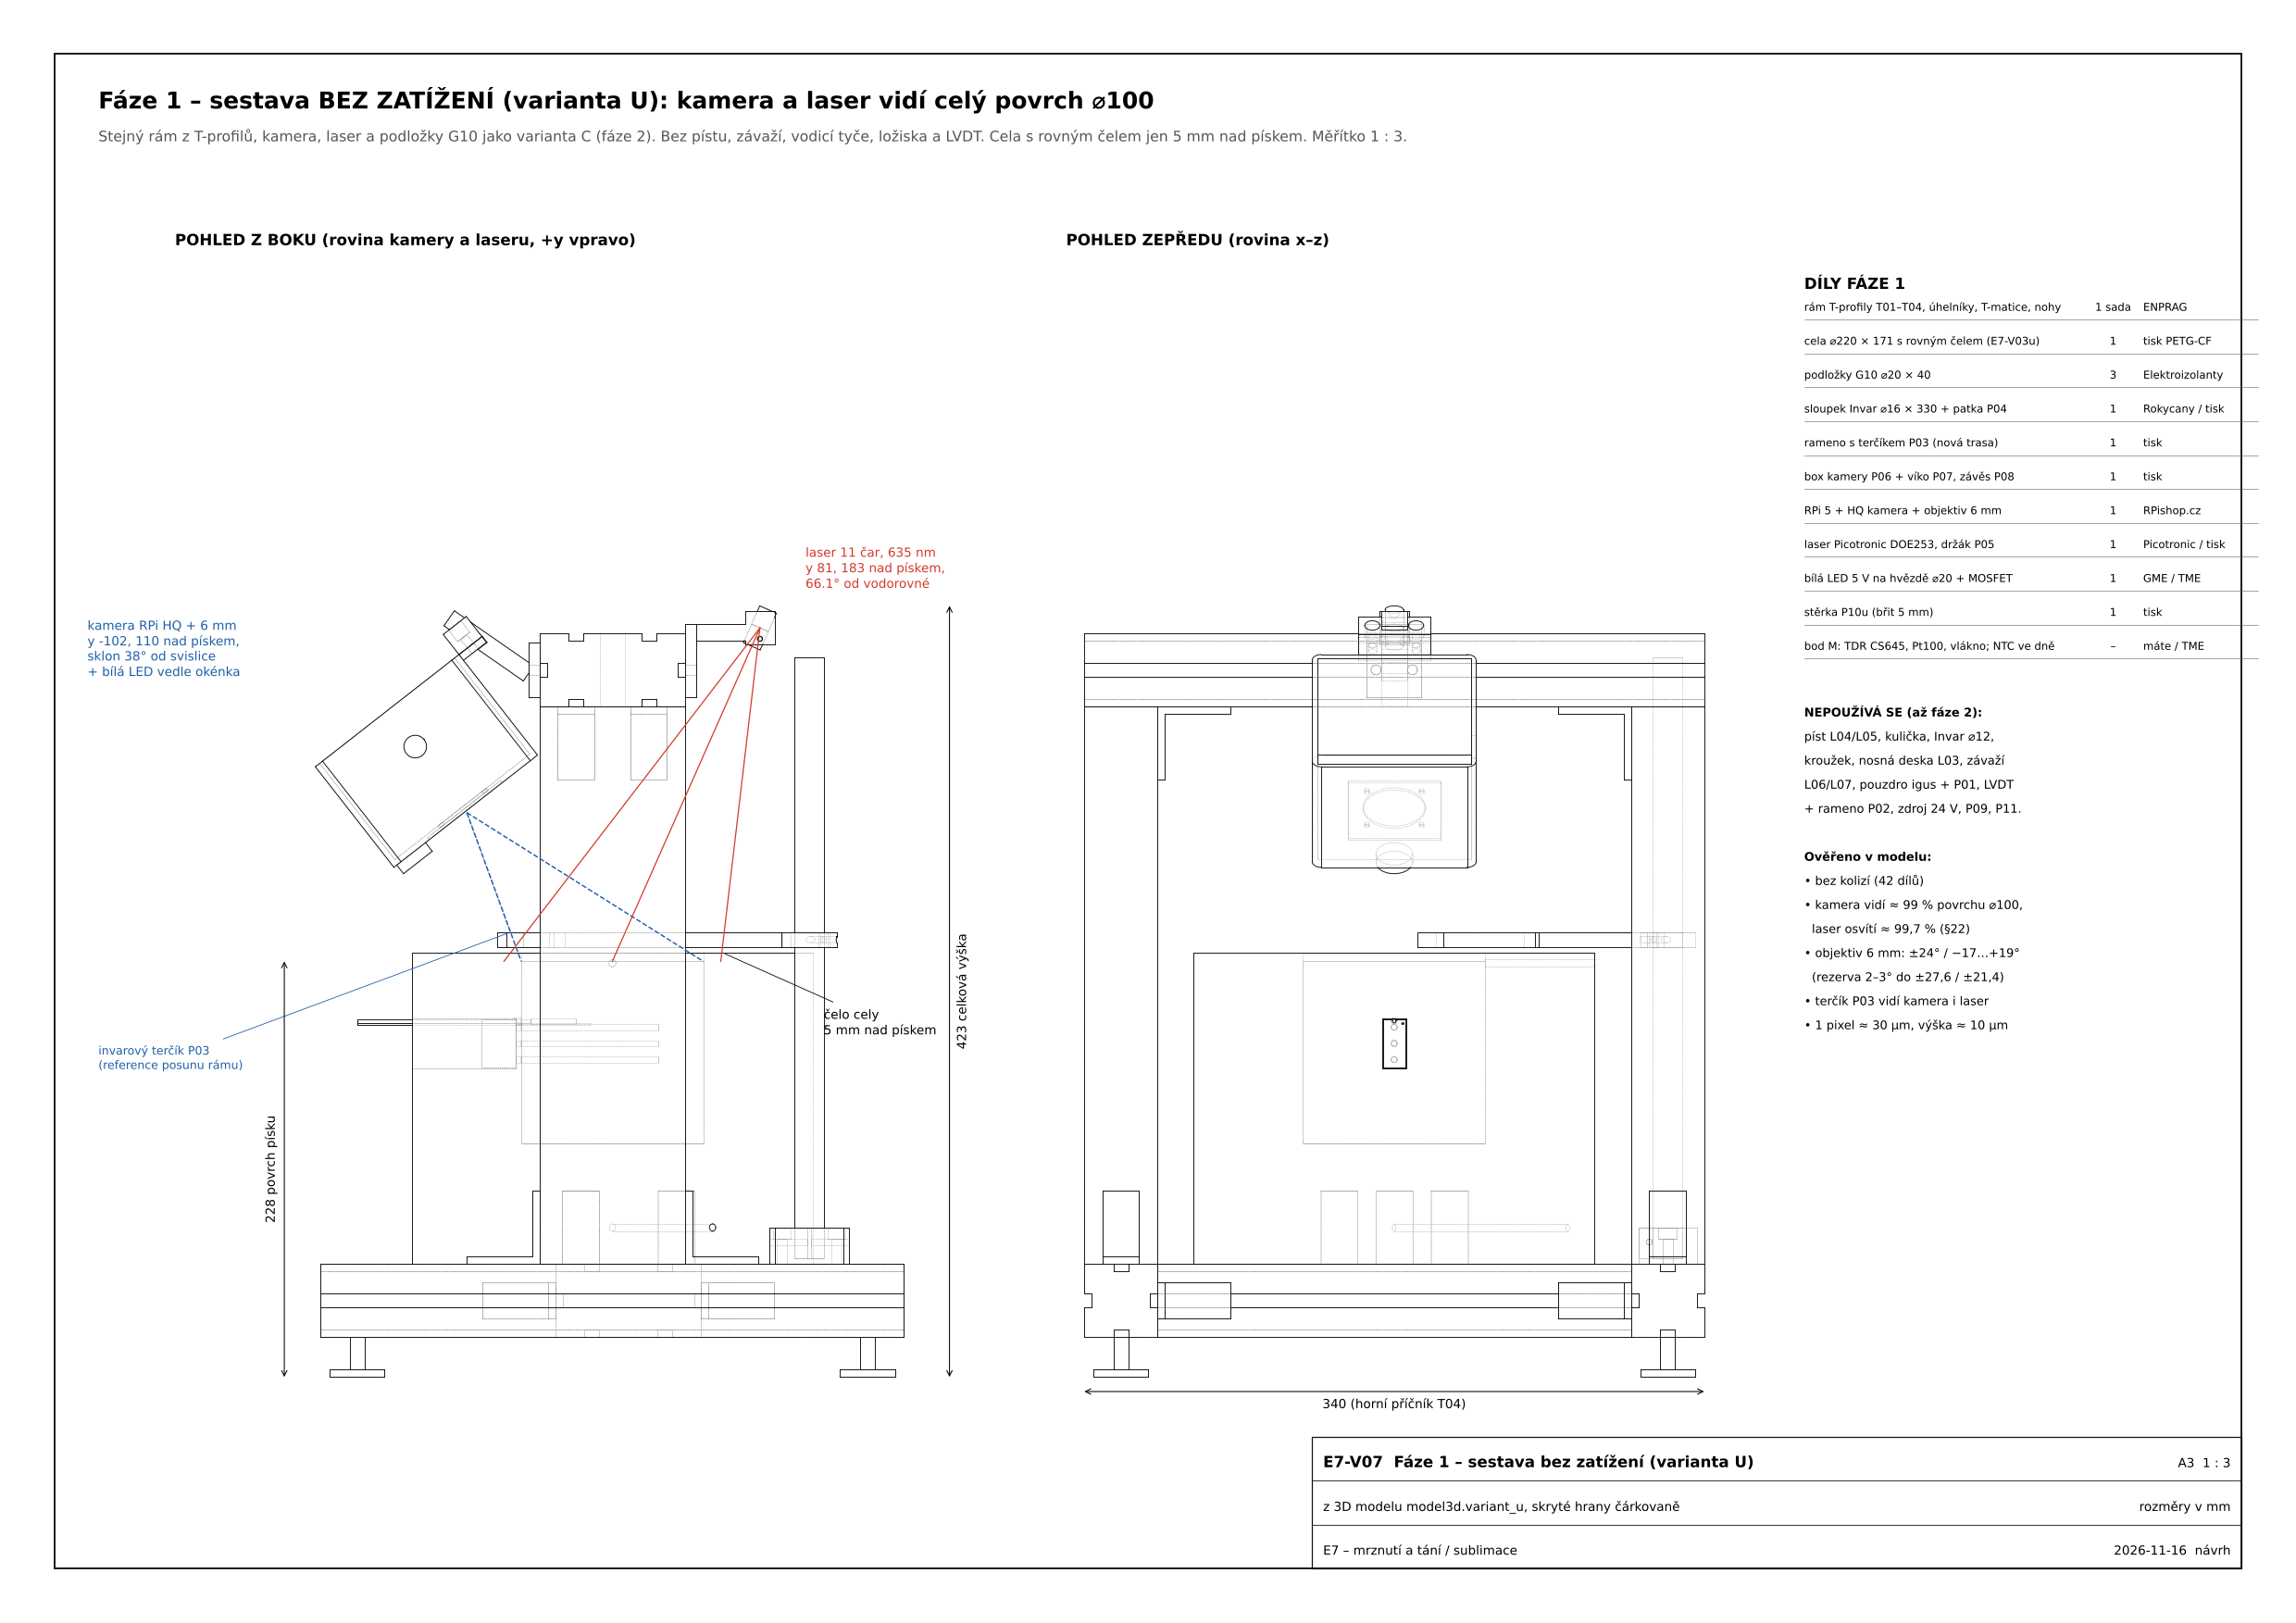 Fáze 1 – sestava BEZ ZATÍŽENÍ (varianta U): kamera a laser vidí celý povrch ⌀100
Stejný rám z T-profilů, kamera, laser a podložky G10 jako varianta C (fáze 2). Bez pístu, závaží, vodicí tyče, ložiska a LVDT. Cela s rovným čelem jen 5 mm nad pískem. Měřítko 1 : 3.
POHLED Z BOKU (rovina kamery a laseru, +y vpravo)
POHLED ZEPŘEDU (rovina x–z)
laser 11 čar, 635 nm
y 81, 183 nad pískem,
66.1° od vodorovné
kamera RPi HQ + 6 mm
y -102, 110 nad pískem,
sklon 38° od svislice
+ bílá LED vedle okénka
čelo cely
5 mm nad pískem
423 celková výška
invarový terčík P03
(reference posunu rámu)
228 povrch písku
340 (horní příčník T04)
DÍLY FÁZE 1
rám T-profily T01–T04, úhelníky, T-matice, nohy 1 sada ENPRAG
cela ⌀220 × 171 s rovným čelem (E7-V03u) 1 tisk PETG-CF
podložky G10 ⌀20 × 40 3 Elektroizolanty
sloupek Invar ⌀16 × 330 + patka P04 1 Rokycany / tisk
rameno s terčíkem P03 (nová trasa) 1 tisk
box kamery P06 + víko P07, závěs P08 1 tisk
RPi 5 + HQ kamera + objektiv 6 mm 1 RPishop.cz
laser Picotronic DOE253, držák P05 1 Picotronic / tisk
bílá LED 5 V na hvězdě ⌀20 + MOSFET 1 GME / TME
stěrka P10u (břit 5 mm) 1 tisk
bod M: TDR CS645, Pt100, vlákno; NTC ve dně – máte / TME
NEPOUŽÍVÁ SE (až fáze 2):
píst L04/L05, kulička, Invar ⌀12,
kroužek, nosná deska L03, závaží
L06/L07, pouzdro igus + P01, LVDT
+ rameno P02, zdroj 24 V, P09, P11.
Ověřeno v modelu:
• bez kolizí (42 dílů)
• kamera vidí ≈ 99 % povrchu ⌀100,
laser osvítí ≈ 99,7 % (§22)
• objektiv 6 mm: ±24° / −17…+19°
(rezerva 2–3° do ±27,6 / ±21,4)
• terčík P03 vidí kamera i laser
• 1 pixel ≈ 30 µm, výška ≈ 10 µm
E7-V07 Fáze 1 – sestava bez zatížení (varianta U) A3 1 : 3
z 3D modelu model3d.variant_u, skryté hrany čárkovaně rozměry v mm
E7 – mrznutí a tání / sublimace 2026-11-16 návrh